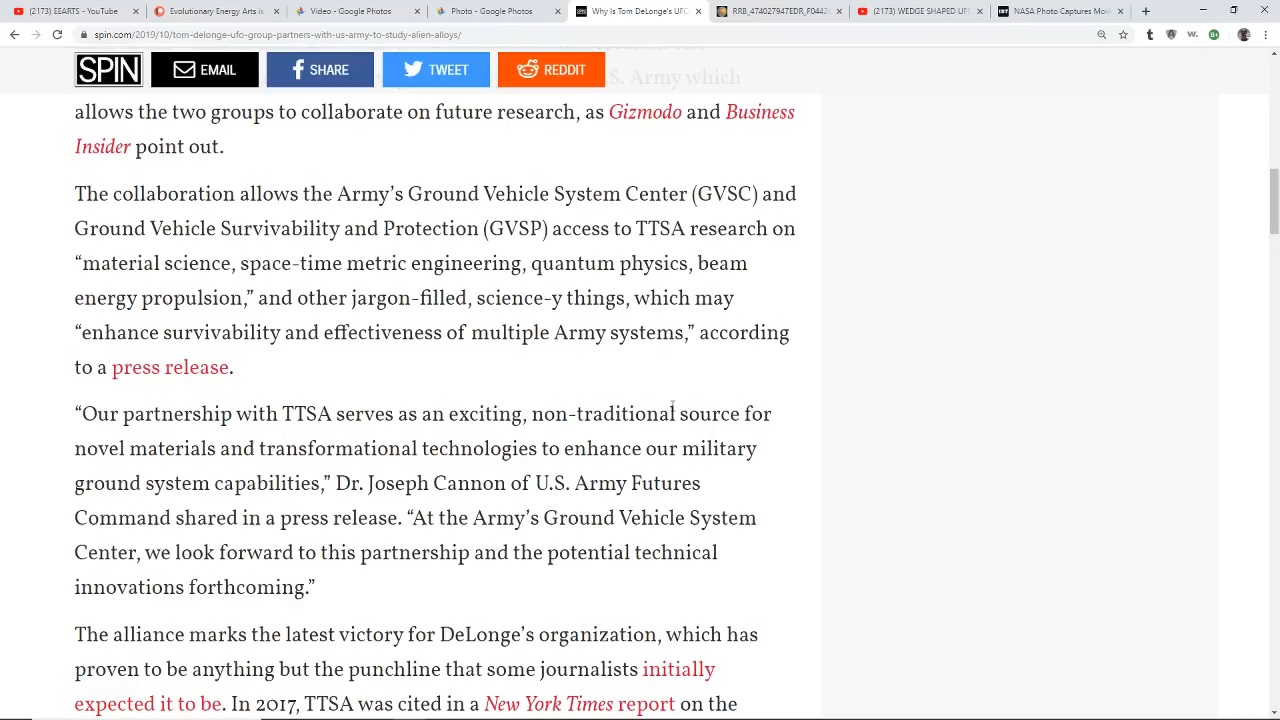 (2173) EEARTS - YouTube
Evolutionary Energy Arts is
Video - Google Photos
Photo - Google Photos
Why Is Tom DeLonge's UFO
RRB_474027947EDR_F0442
(2173) WEDGE SHAPED UFO
NASA Photo Captures Movi
spin.com/2019/10/tom-delonge-ufo-group-partners-with-us-army-to-study-alien-alloys/
SPIN EMAIL SHARE TWEET REDDIT
S. Army which
allows the two groups to collaborate on future research, as Gizmodo and Business
Insider point out.
The collaboration allows the Army’s Ground Vehicle System Center (GVSC) and
Ground Vehicle Survivability and Protection (GVSP) access to TTSA research on
“material science, space-time metric engineering, quantum physics, beam
energy propulsion,” and other jargon-filled, science-y things, which may
“enhance survivability and effectiveness of multiple Army systems,” according
to a press release.
“Our partnership with TTSA serves as an exciting, non-traditional source for
novel materials and transformational technologies to enhance our military
ground system capabilities,” Dr. Joseph Cannon of U.S. Army Futures
Command shared in a press release. “At the Army’s Ground Vehicle System
Center, we look forward to this partnership and the potential technical
innovations forthcoming.”
The alliance marks the latest victory for DeLonge’s organization, which has
proven to be anything but the punchline that some journalists initially
expected it to be. In 2017, TTSA was cited in a New York Times report on the